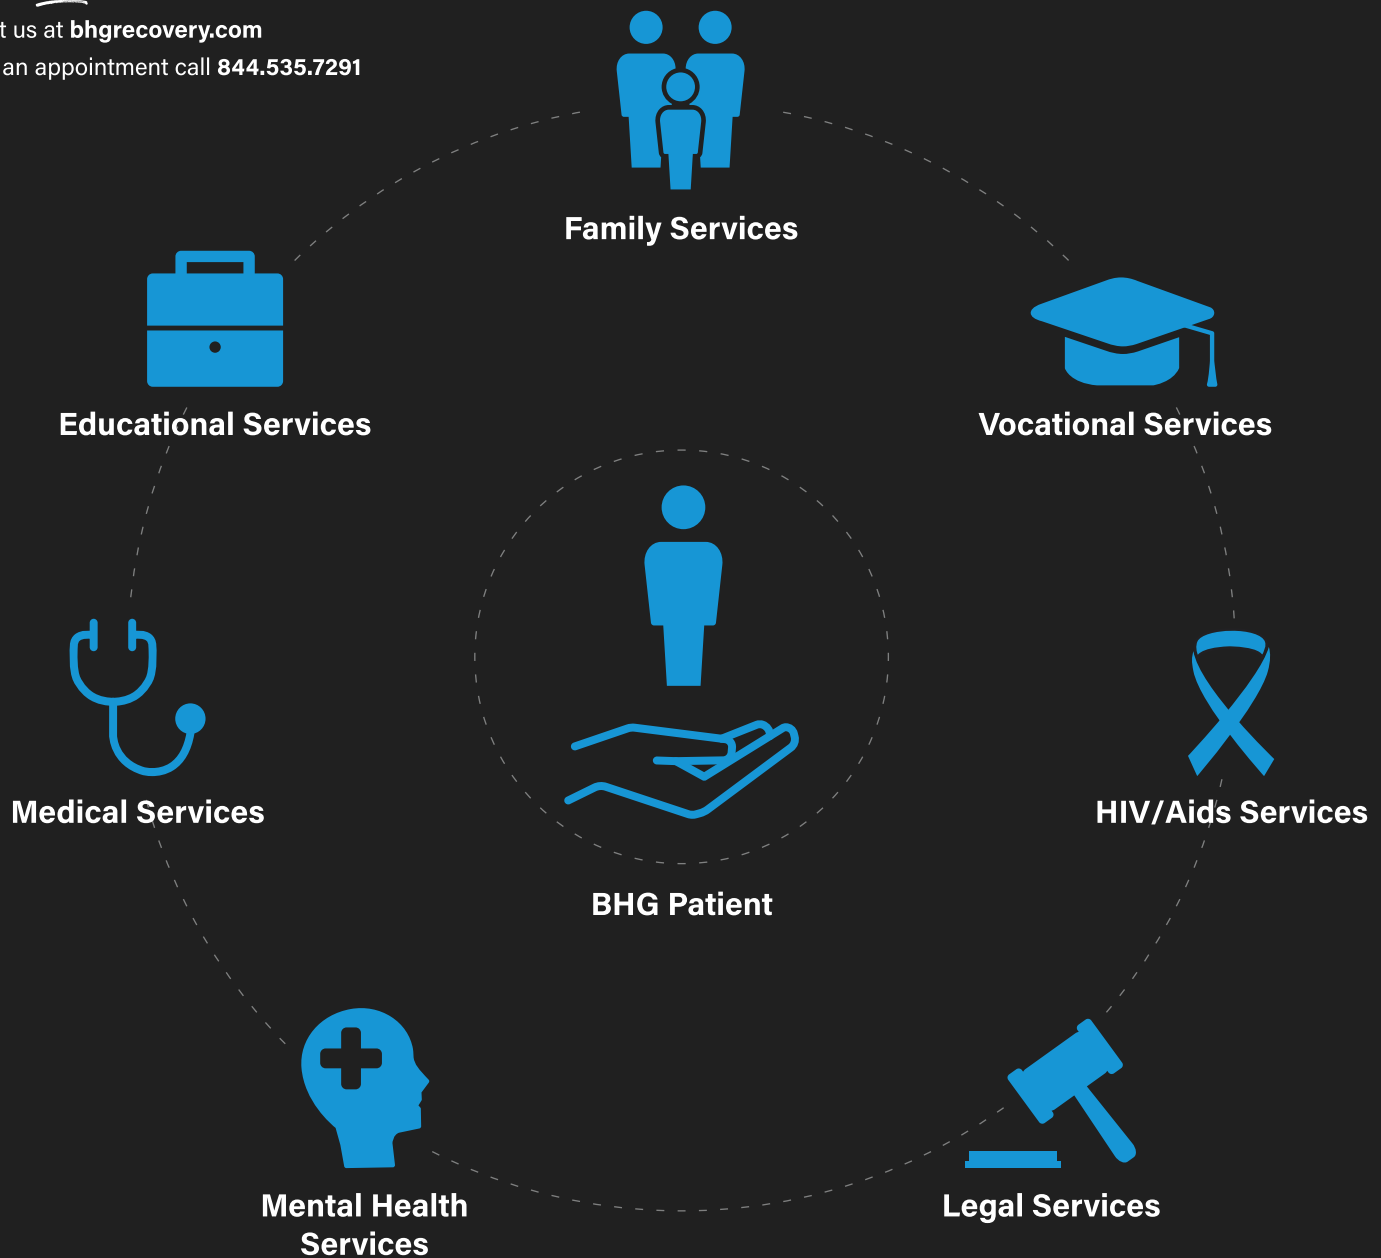 t us at bhgrecovery.com
an appointment call 844.535.7291
Family Services
Educational Services
Vocational Services
Medical Services
HIV/Aids Services
BHG Patient
Mental Health
Services
Legal Services